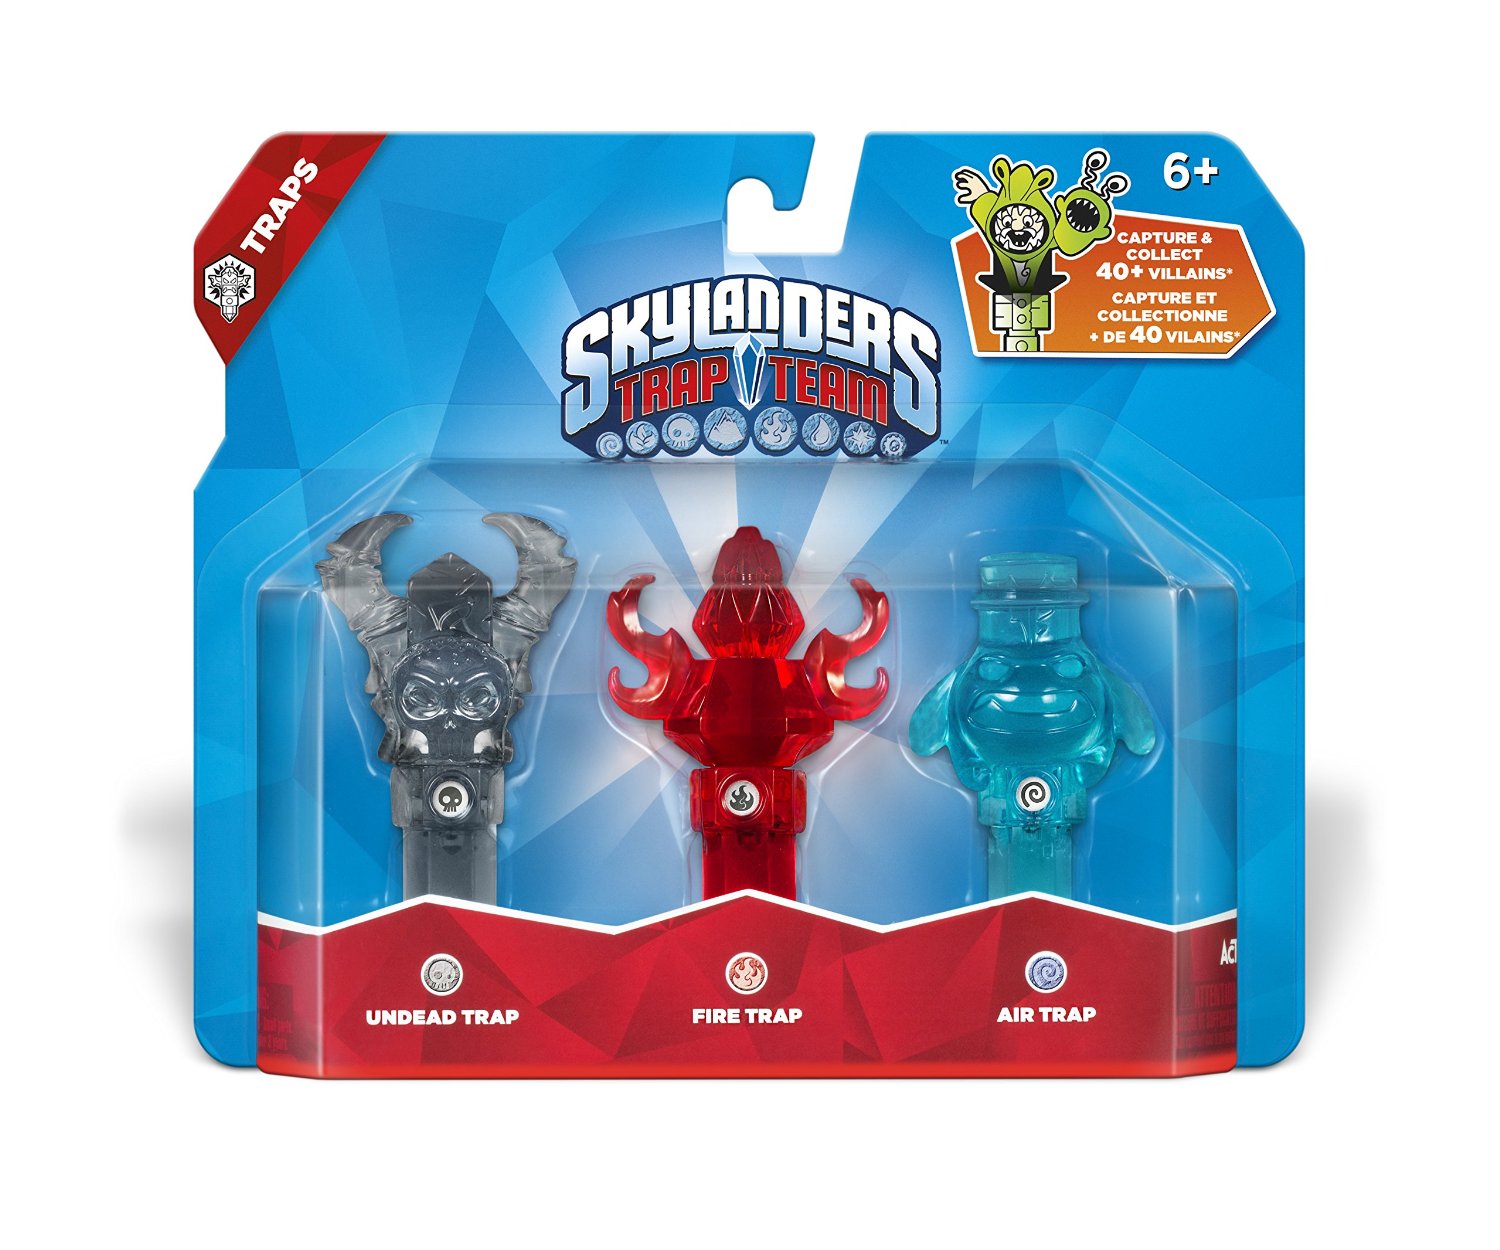 TRAPS
6+
CAPTURE &
COLLECT
40+ VILLAINS*
CAPTURE ET
COLLECTIONNE
+ DE 40 VILAINS*
SKYLANDERS
TRAP TEAM
™
UNDEAD TRAP
FIRE TRAP
AIR TRAP